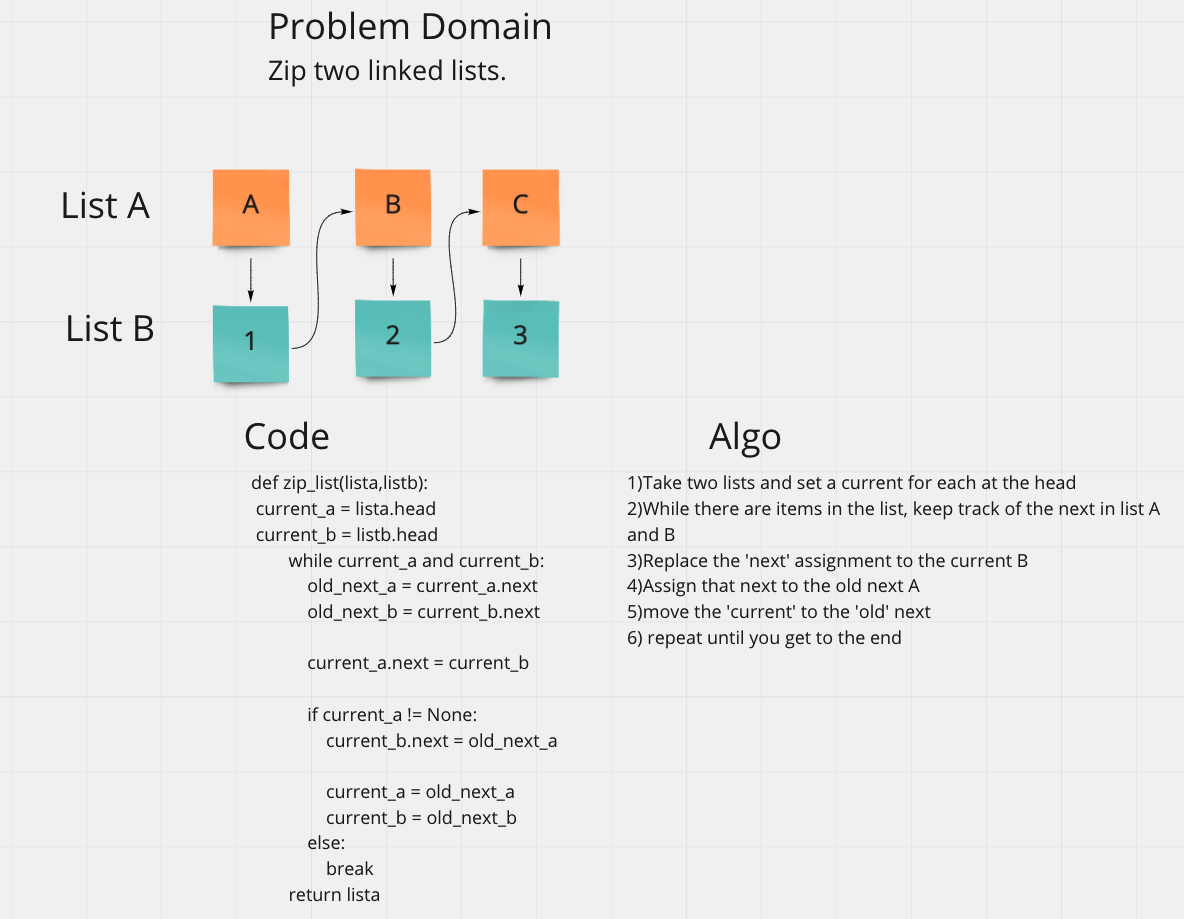 Problem Domain
Zip two linked lists.
List A
A
B
C
List B
1
2
3
Code
def zip_list(lista,listb):
current_a = lista.head
current_b = listb.head
while current_a and current_b:
old_next_a = current_a.next
old_next_b = current_b.next
current_a.next = current_b
if current_a != None:
current_b.next = old_next_a
current_a = old_next_a
current_b = old_next_b
else:
break
return lista
Algo
1)Take two lists and set a current for each at the head
2)While there are items in the list, keep track of the next in list A
and B
3)Replace the 'next' assignment to the current B
4)Assign that next to the old next A
5)move the 'current' to the 'old' next
6) repeat until you get to the end